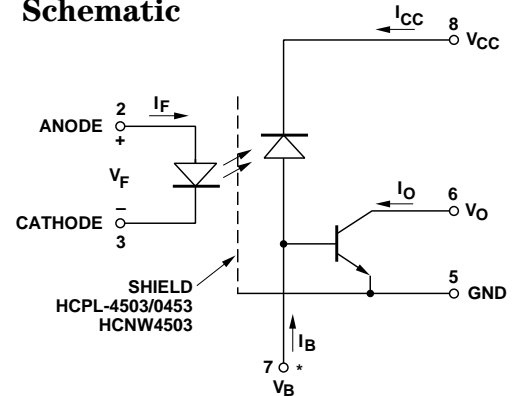 Schematic
ICC
8
VCC
2
IF
ANODE
+
VF
IO
6
VO
–
CATHODE
3
5
GND
SHIELD
HCPL-4503/0453
HCNW4503
IB
7 *
VB